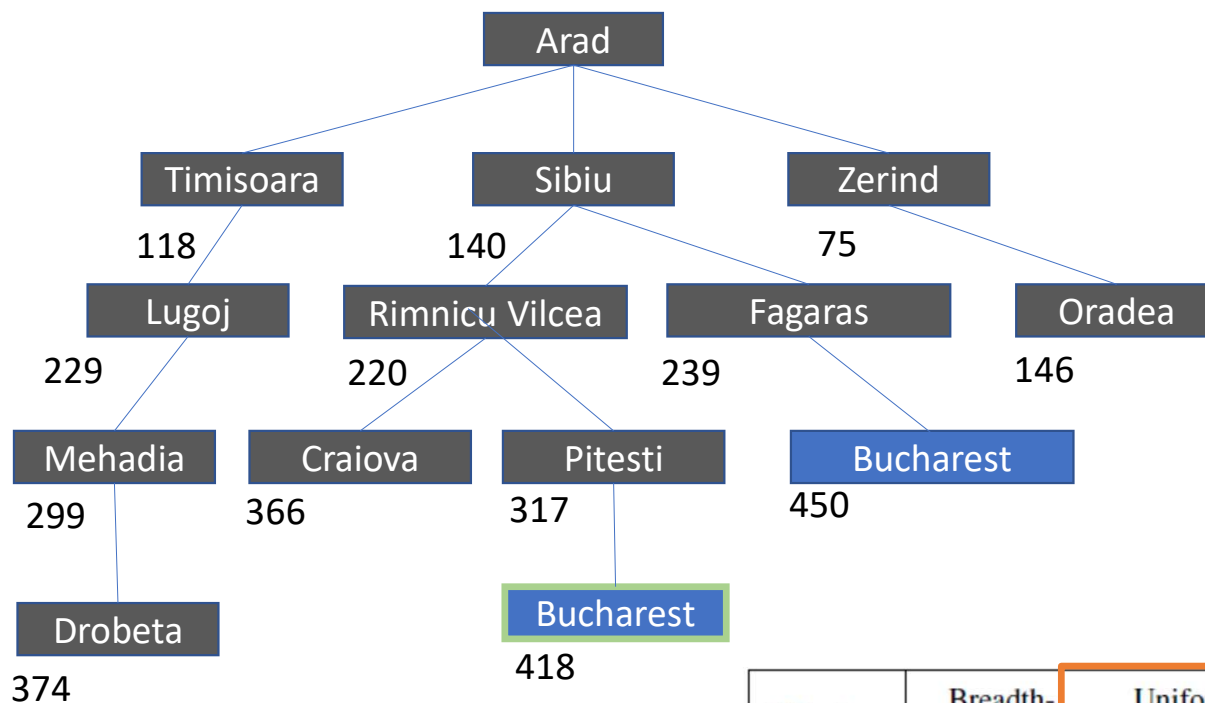 Arad
Timisoara
Sibiu
Zerind
118
140
75
Lugoj
Rimnicu Vilcea
Fagaras
Oradea
229
220
239
146
Mehadia
Craiova
Pitesti
Bucharest
299
366
317
450
Drobeta
Bucharest
374
418
Breadth-